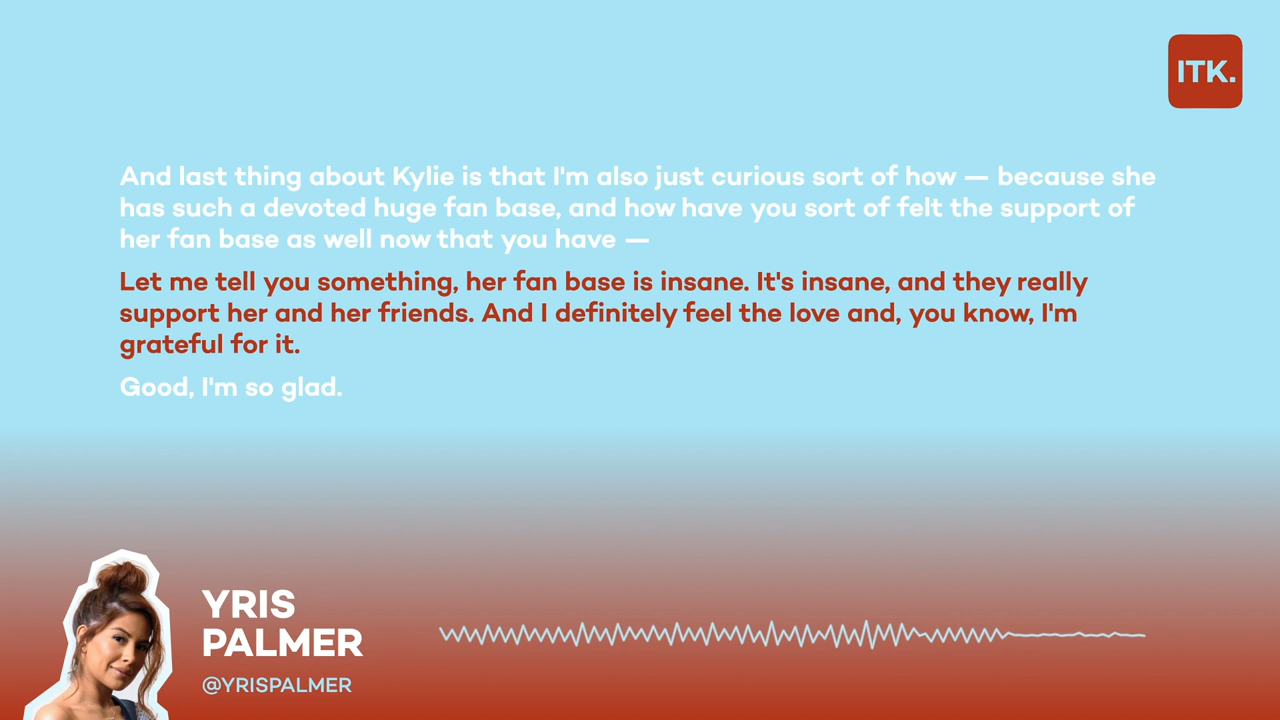 ITK.
And last thing about Kylie is that I'm also just curious sort of how — because she
has such a devoted huge fan base, and how have you sort of felt the support of
her fan base as well now that you have —
Let me tell you something, her fan base is insane. It's insane, and they really
support her and her friends. And I definitely feel the love and, you know, I'm
grateful for it.
Good, I'm so glad.
YRIS
PALMER
@YRISPALMER